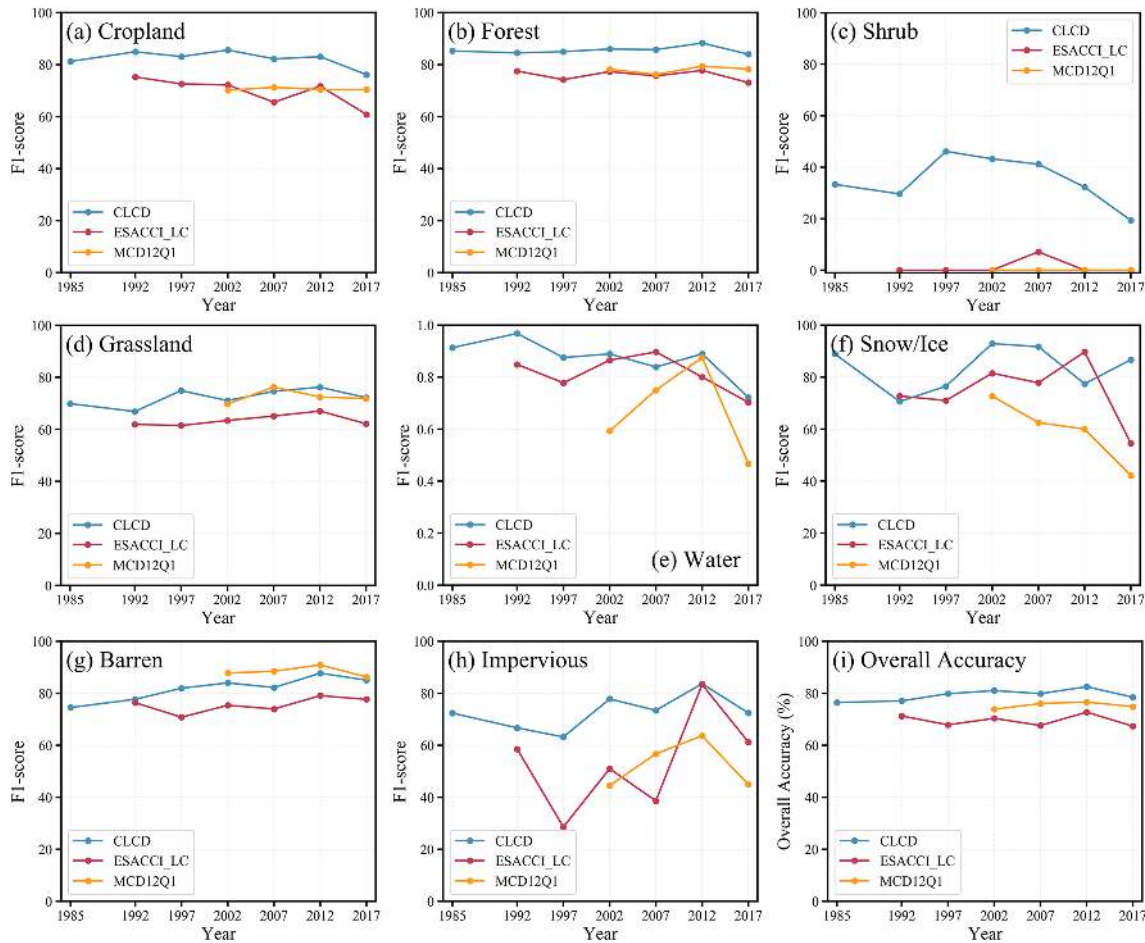 (a) Cropland
F1-score
100
80
60
40
20
0
CLCD
ESACCI_LC
MCD12Q1
1985 1992 1997 2002 2007 2012 2017
Year
(b) Forest
F1-score
100
80
60
40
20
0
CLCD
ESACCI_LC
MCD12Q1
1985 1992 1997 2002 2007 2012 2017
Year
(c) Shrub
F1-score
100
80
60
40
20
0
CLCD
ESACCI_LC
MCD12Q1
1985 1992 1997 2002 2007 2012 2017
Year
(d) Grassland
F1-score
100
80
60
40
20
0
CLCD
ESACCI_LC
MCD12Q1
1985 1992 1997 2002 2007 2012 2017
Year
F1-score
1.0
0.8
0.6
0.4
0.2
0.0
CLCD
ESACCI_LC
MCD12Q1
(e) Water
1985 1992 1997 2002 2007 2012 2017
Year
(f) Snow/Ice
F1-score
100
80
60
40
20
0
CLCD
ESACCI_LC
MCD12Q1
1985 1992 1997 2002 2007 2012 2017
Year
(g) Barren
F1-score
100
80
60
40
20
0
CLCD
ESACCI_LC
MCD12Q1
1985 1992 1997 2002 2007 2012 2017
Year
(h) Impervious
F1-score
100
80
60
40
20
0
CLCD
ESACCI_LC
MCD12Q1
1985 1992 1997 2002 2007 2012 2017
Year
(i) Overall Accuracy
Overall Accuracy (%)
100
80
60
40
20
0
CLCD
ESACCI_LC
MCD12Q1
1985 1992 1997 2002 2007 2012 2017
Year